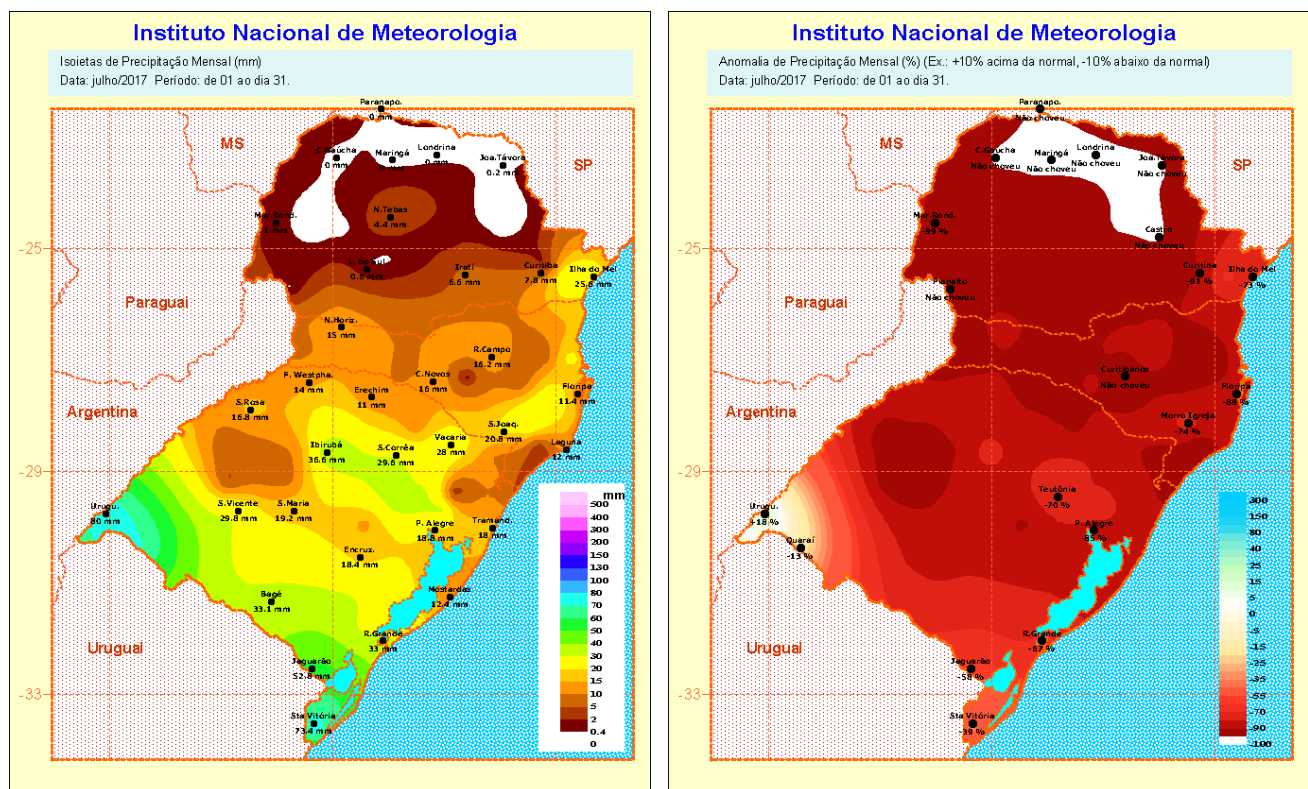 Instituto Nacional de Meteorologia
Isoietas de Precipitação Mensal (mm)
Data: julho/2017 Período: de 01 ao dia 31.
Paranapo.
0 mm
MS
C.Gaúcha
0 mm
Maringá
0 mm
Londrina
0 mm
Joa.Távora
0.2 mm
SP
Mar.Rond.
1 mm
N.Tebas
4.4 mm
-25
0.6 mm
Irati
6.6 mm
Curitiba
7.8 mm
Ilha do Mel
25.6 mm
Paraguai
N.Horiz.
15 mm
R.Campo
16.2 mm
F. Westpha.
14 mm
Erechim
11 mm
C.Novos
16 mm
Floripa
11.4 mm
Argentina
S.Rosa
16.8 mm
Ibirubá
36.6 mm
S.Corrêa
29.6 mm
Vacaria
28 mm
S.Joaq.
20.8 mm
Laguna
12 mm
-29
Urugu.
80 mm
S.Vicente
29.8 mm
S.Maria
19.2 mm
P. Alegre
18.8 mm
Tramand.
18 mm
Encruz.
18.4 mm
Bagé
33.1 mm
Mostardas
12.4 mm
R.Grande
33 mm
Uruguai
Jaguarão
52.8 mm
-33
Sta Vitória
73.4 mm
mm
500
400
300
200
150
130
100
80
70
60
50
40
30
20
15
10
5
2
0.4
0
Instituto Nacional de Meteorologia
Anomalia de Precipitação Mensal (%) (Ex.: +10% acima da normal, -10% abaixo da normal)
Data: julho/2017 Período: de 01 ao dia 31.
Paranapo.
Não choveu
MS
C.Gaúcha
Não choveu
Maringá
Não choveu
Londrina
Não choveu
Joa.Távora
Não choveu
SP
Mar.Rond.
-99 %
Castro
Não choveu
-25
Curitiba
-91 %
Ilha do Mel
-73 %
Planalto
Não choveu
Paraguai
Curitibanos
Não choveu
Floripa
-88 %
Argentina
Morro Igreja
-74 %
-29
Teutônia
-70 %
Urugu.
+18 %
Quaraí
-13 %
P. Alegre
-85 %
R.Grande
-67 %
Uruguai
Jaguarão
-58 %
-33
Sta Vitória
-39 %
300
150
80
40
25
15
5
0
-5
-15
-25
-35
-55
-70
-90
-100